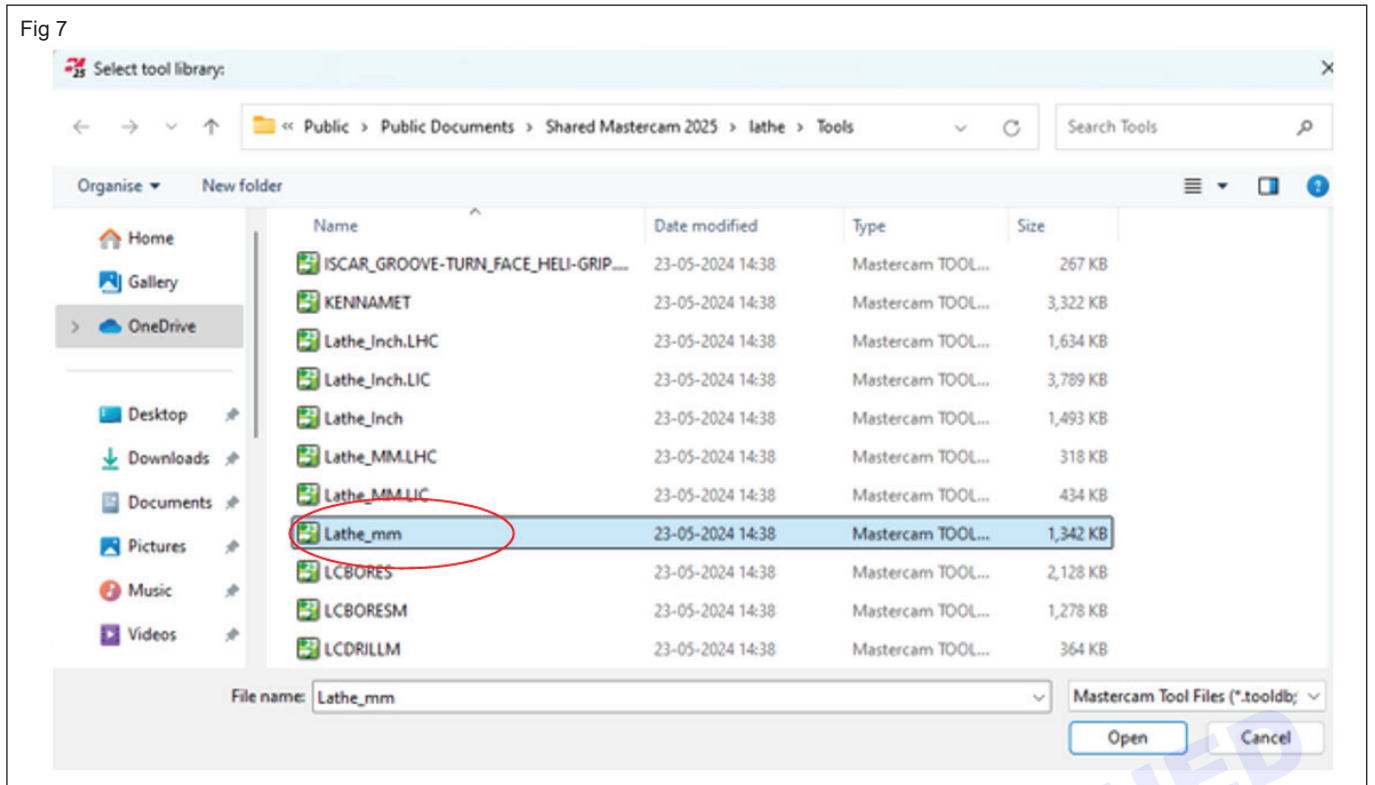 Fig 7
25 Select tool library:
« Public > Public Documents > Shared Mastercam 2025 > lathe > Tools Search Tools
Organise New folder
Name Date modified Type Size
Home
Gallery
OneDrive
Desktop
Downloads
Documents
Pictures
Music
Videos
ISCAR_GROOVE-TURN_FACE_HELI-GRIP.... 23-05-2024 14:38 Mastercam TOOL... 267 KB
KENNAMET 23-05-2024 14:38 Mastercam TOOL... 3,322 KB
Lathe_Inch.LHC 23-05-2024 14:38 Mastercam TOOL... 1,634 KB
Lathe_Inch.LIC 23-05-2024 14:38 Mastercam TOOL... 3,789 KB
Lathe_Inch 23-05-2024 14:38 Mastercam TOOL... 1,493 KB
Lathe_MM.LHC 23-05-2024 14:38 Mastercam TOOL... 318 KB
Lathe_MM.LIC 23-05-2024 14:38 Mastercam TOOL... 434 KB
Lathe_mm 23-05-2024 14:38 Mastercam TOOL... 1,342 KB
LCBORES 23-05-2024 14:38 Mastercam TOOL... 2,128 KB
LCBORESM 23-05-2024 14:38 Mastercam TOOL... 1,278 KB
LCDRILLM 23-05-2024 14:38 Mastercam TOOL... 364 KB
File name: Lathe_mm Mastercam Tool Files (*.tooldb;
Open Cancel